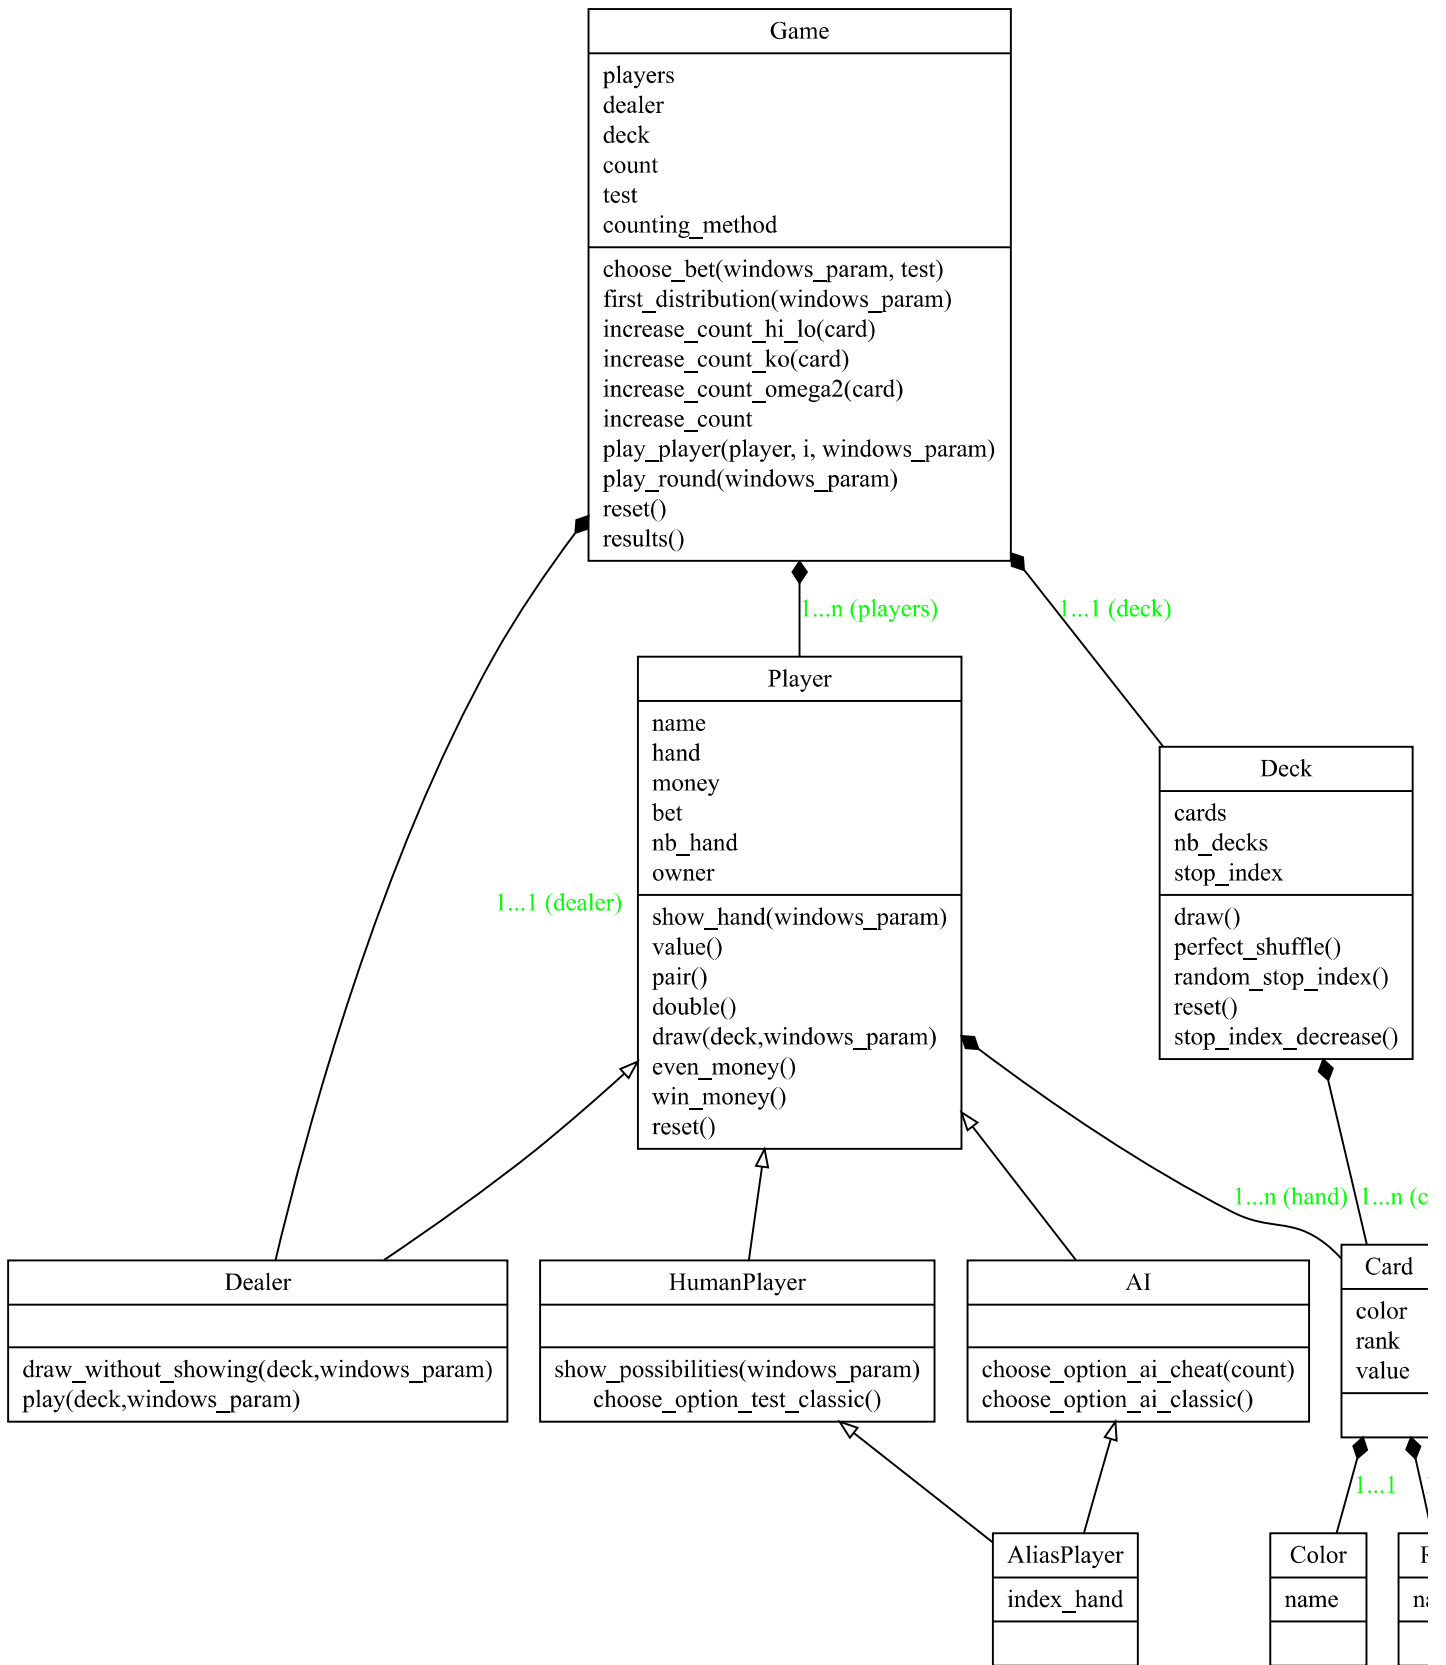 Game
players
dealer
deck
count
test
counting_method
choose_bet(windows_param, test)
first_distribution(windows_param)
increase_count_hi_lo(card)
increase_count_ko(card)
increase_count_omega2(card)
increase_count
play_player(player, i, windows_param)
play_round(windows_param)
reset()
results()
1...n (players)
1...1 (deck)
Player
name
hand
money
bet
nb_hand
owner
show_hand(windows_param)
value()
pair()
double()
draw(deck,windows_param)
even_money()
win_money()
reset()
Deck
cards
nb_decks
stop_index
draw()
perfect_shuffle()
random_stop_index()
reset()
stop_index_decrease()
1...1 (dealer)
1...n (hand)
1...n
Dealer
draw_without_showing(deck,windows_param)
play(deck,windows_param)
HumanPlayer
show_possibilities(windows_param)
choose_option_test_classic()
AI
choose_option_ai_cheat(count)
choose_option_ai_classic()
Card
color
rank
value
1...1
AliasPlayer
index_hand
Color
name